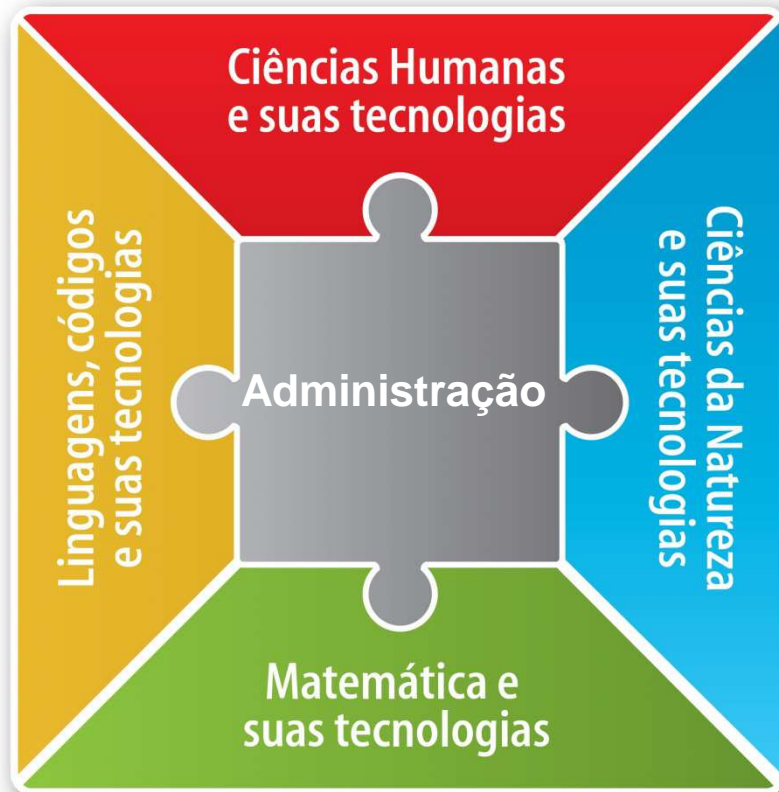 Ciências Humanas
e suas tecnologias
Linguagens, códigos
e suas tecnologias
Administração
Ciências da Natureza
e suas tecnologias
Matemática e
suas tecnologias